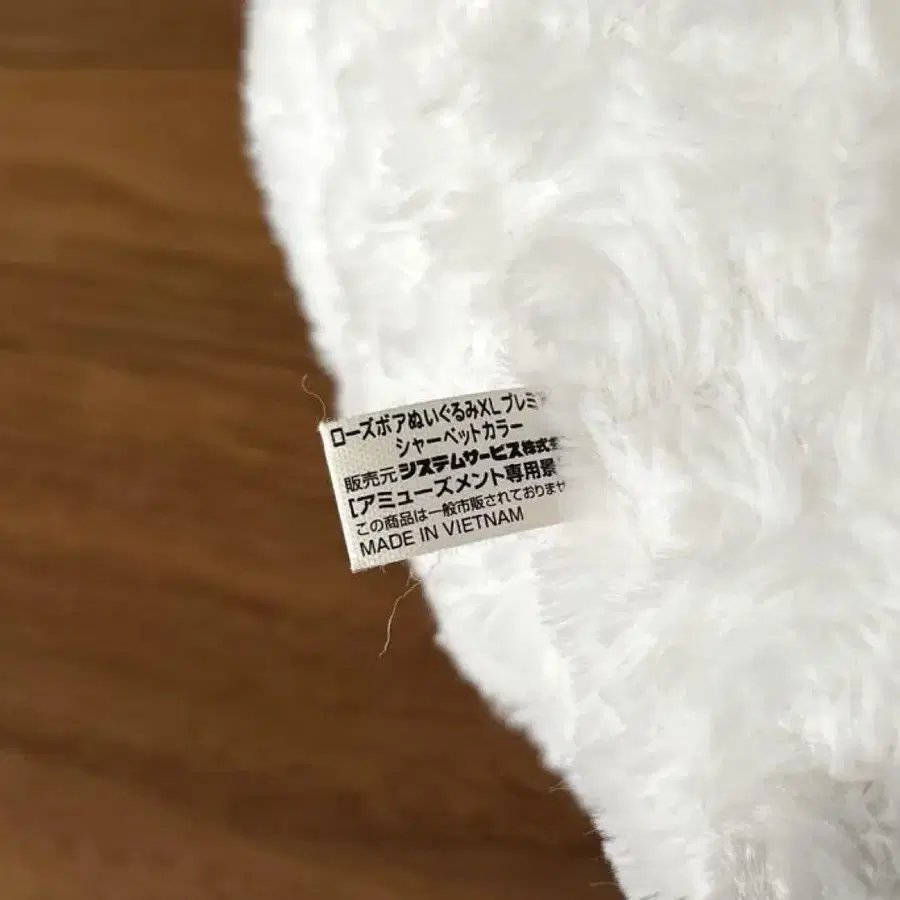 ローズボアぬいぐるみXL プレミ
シャーベットカラー
販売元 システムサービス株式
[アミューズメント専用景
この商品は一般市販されておりませ
MADE IN VIETNAM